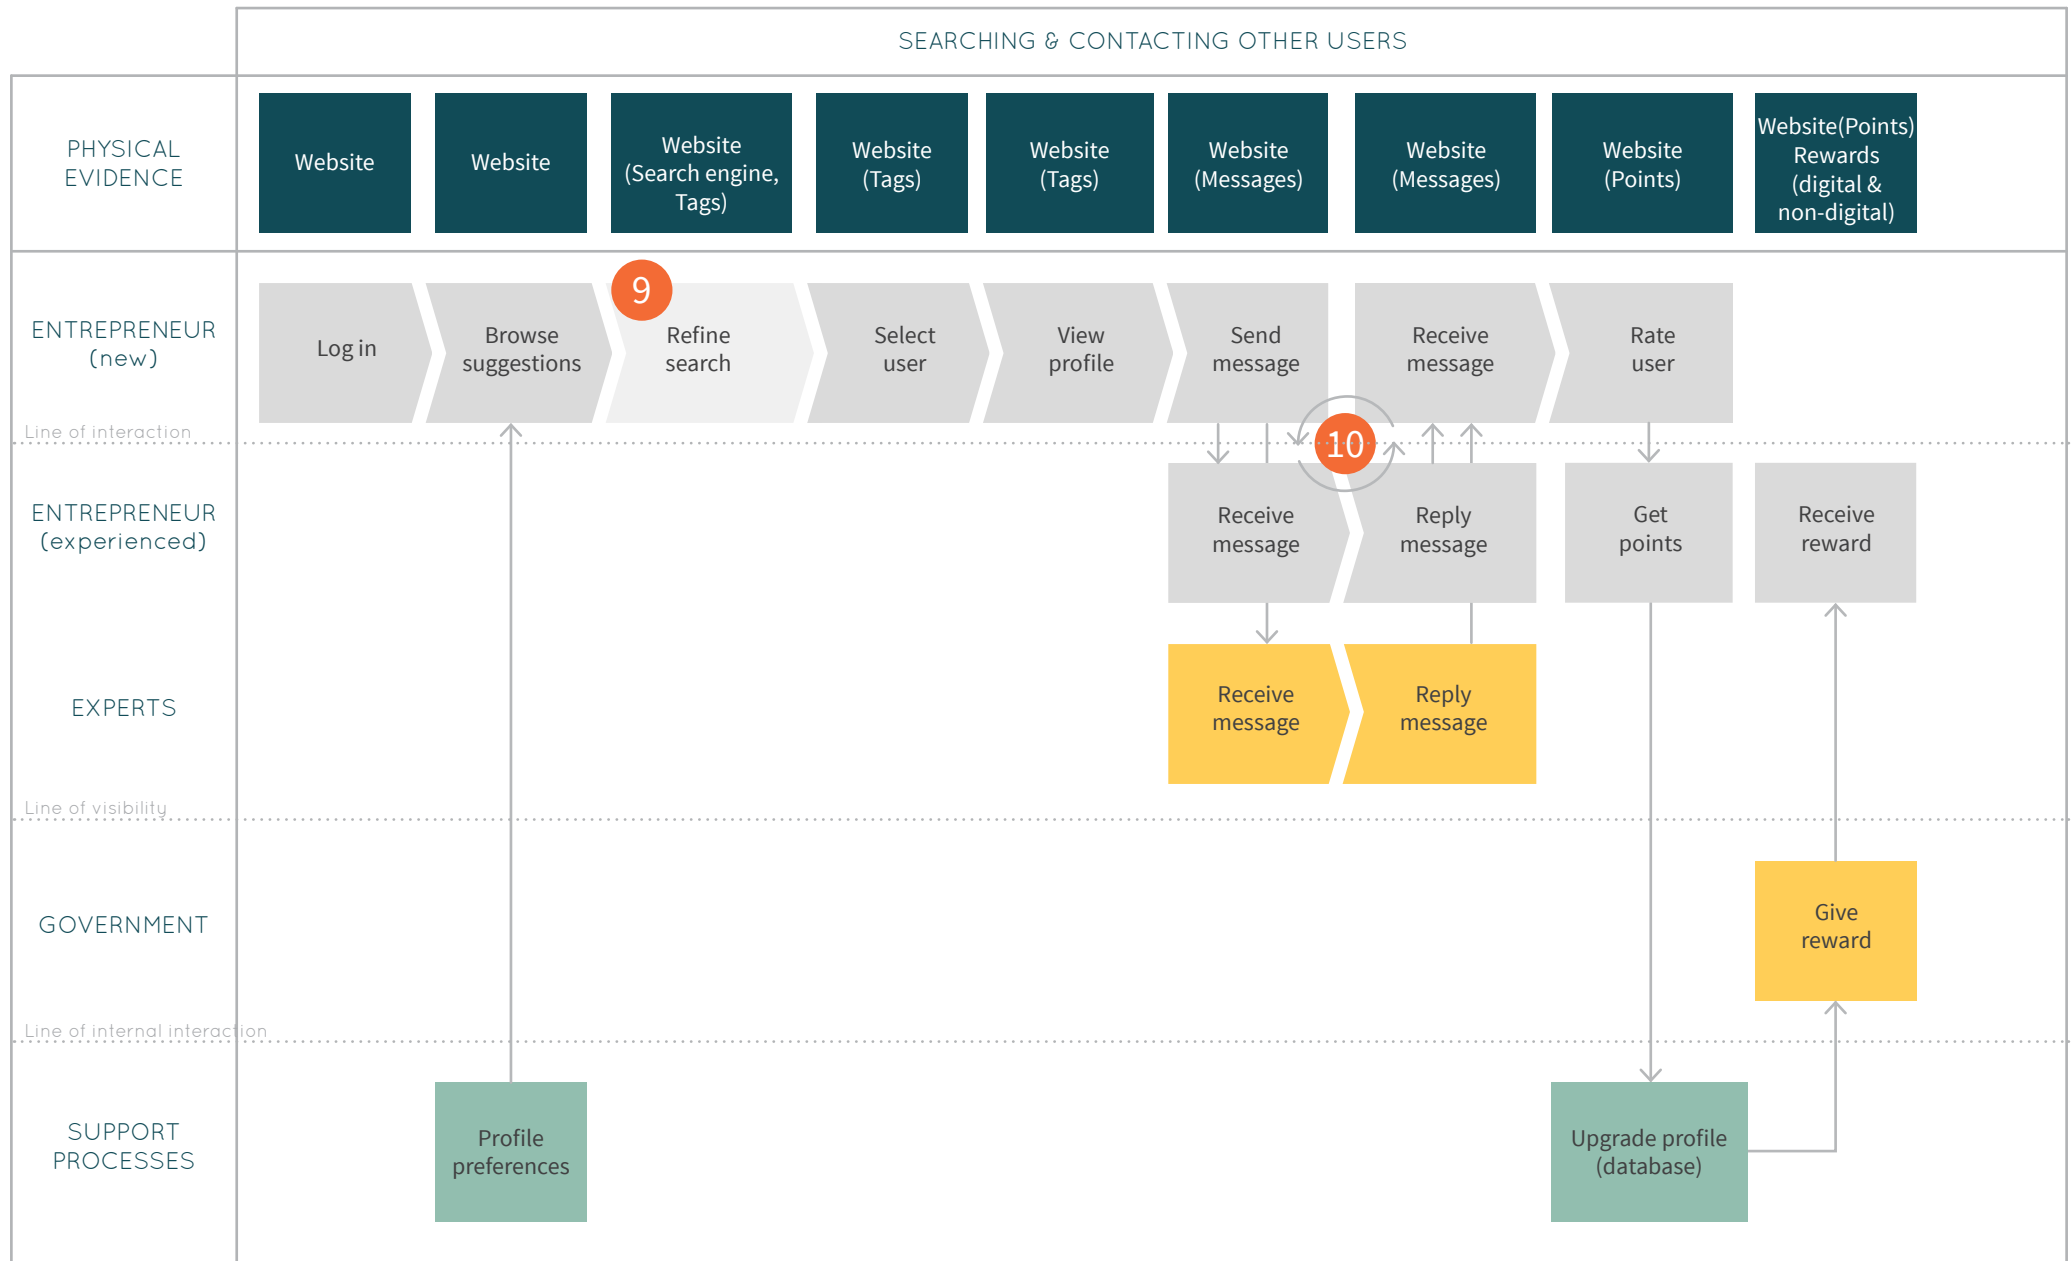 SEARCHING & CONTACTING OTHER USERS
PHYSICAL
EVIDENCE
Website
Website
Website
(Search engine,
Tags)
Website
(Tags)
Website
(Tags)
Website
(Messages)
Website
(Messages)
Website
(Points)
Website(Points)
Rewards
(digital &
non-digital)
ENTREPRENEUR
(new)
Log in
Browse
suggestions
9
Refine
search
Select
user
View
profile
Send
message
Receive
message
Rate
user
Line of interaction
10
ENTREPRENEUR
(experienced)
Receive
message
Reply
message
Get
points
Receive
reward
EXPERTS
Receive
message
Reply
message
Line of visibility
GOVERNMENT
Give
reward
Line of internal interaction
SUPPORT
PROCESSES
Profile
preferences
Upgrade profile
(database)